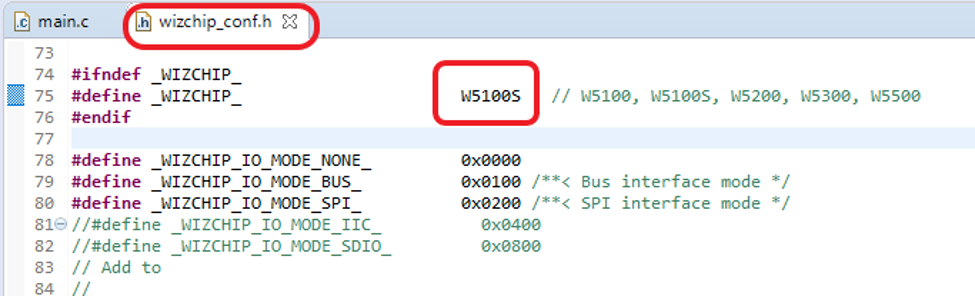 main.c wizchip_conf.h
73
74 #ifndef _WIZCHIP_
75 #define _WIZCHIP_ W5100S // W5100, W5100S, W5200, W5300, W5500
76 #endif
77
78 #define _WIZCHIP_IO_MODE_NONE_ 0x0000
79 #define _WIZCHIP_IO_MODE_BUS_ 0x0100 /**< Bus interface mode */
80 #define _WIZCHIP_IO_MODE_SPI_ 0x0200 /**< SPI interface mode */
81 //#define _WIZCHIP_IO_MODE_IIC_ 0x0400
82 //#define _WIZCHIP_IO_MODE_SDIO_ 0x0800
83 // Add to
84 //